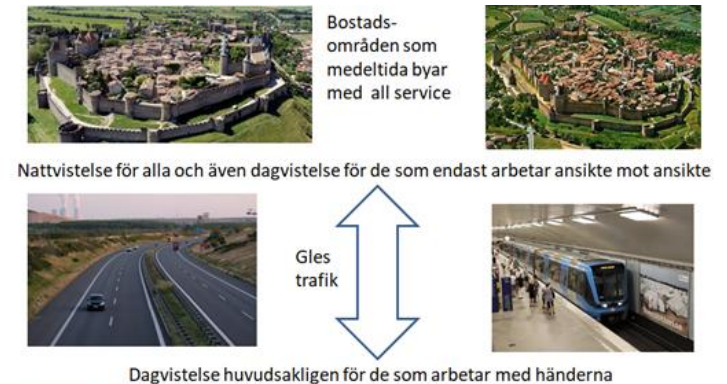 Bostads-
områden som
medeltida byar
med all service
Nattvistelse för alla och även dagvistelse för de som endast arbetar ansikte mot ansikte
Gles
trafik
Dagvistelse huvudsakligen för de som arbetar med händerna